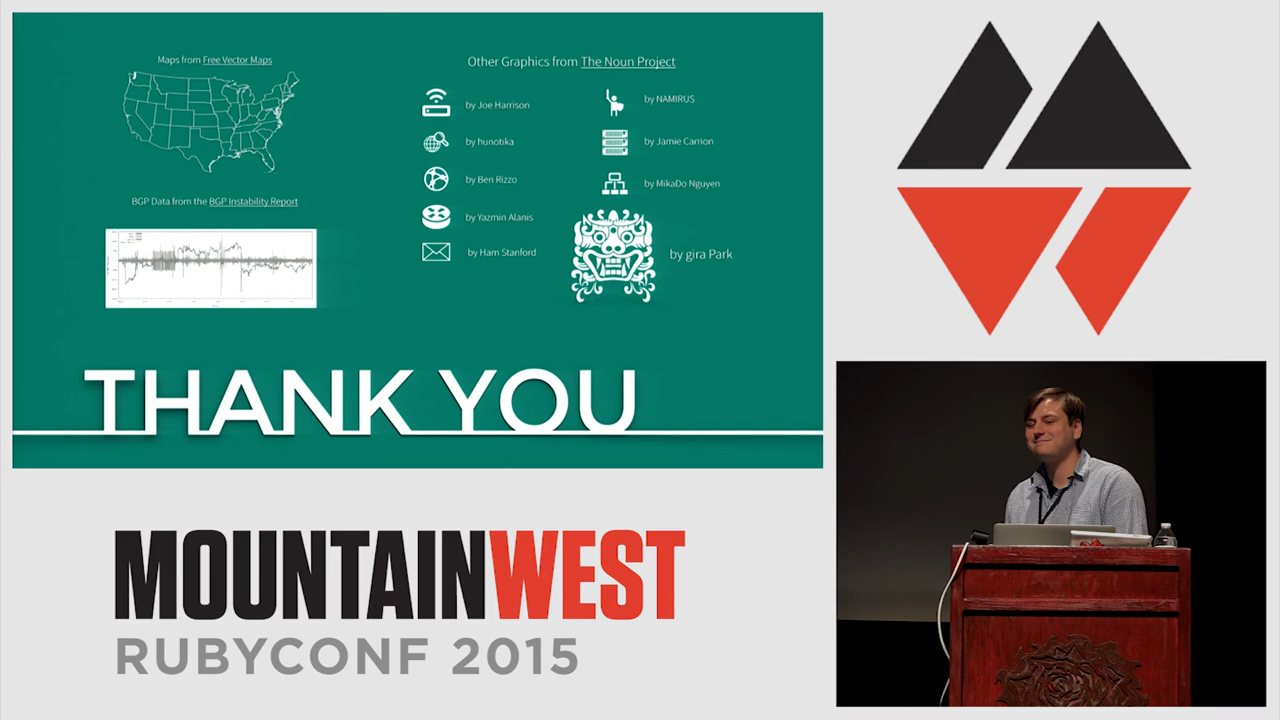 Maps from Free Vector Maps
BGP Data from the BGP Instability Report
Other Graphics from The Noun Project
by Joe Harrison
by hunotika
by Ben Rizzo
by Yazmin Alanis
by Ham Stanford
by NAMIRUS
by Jamie Carrion
by MikaDo Nguyen
by gira Park
THANK YOU
MOUNTAINWEST
RUBYCONF 2015